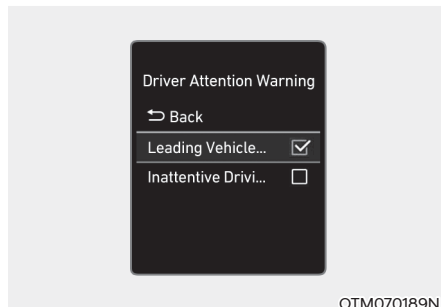 Driver Attention Warning
Back
Leading Vehicle...
Inattentive Drivi...
OTM070189N